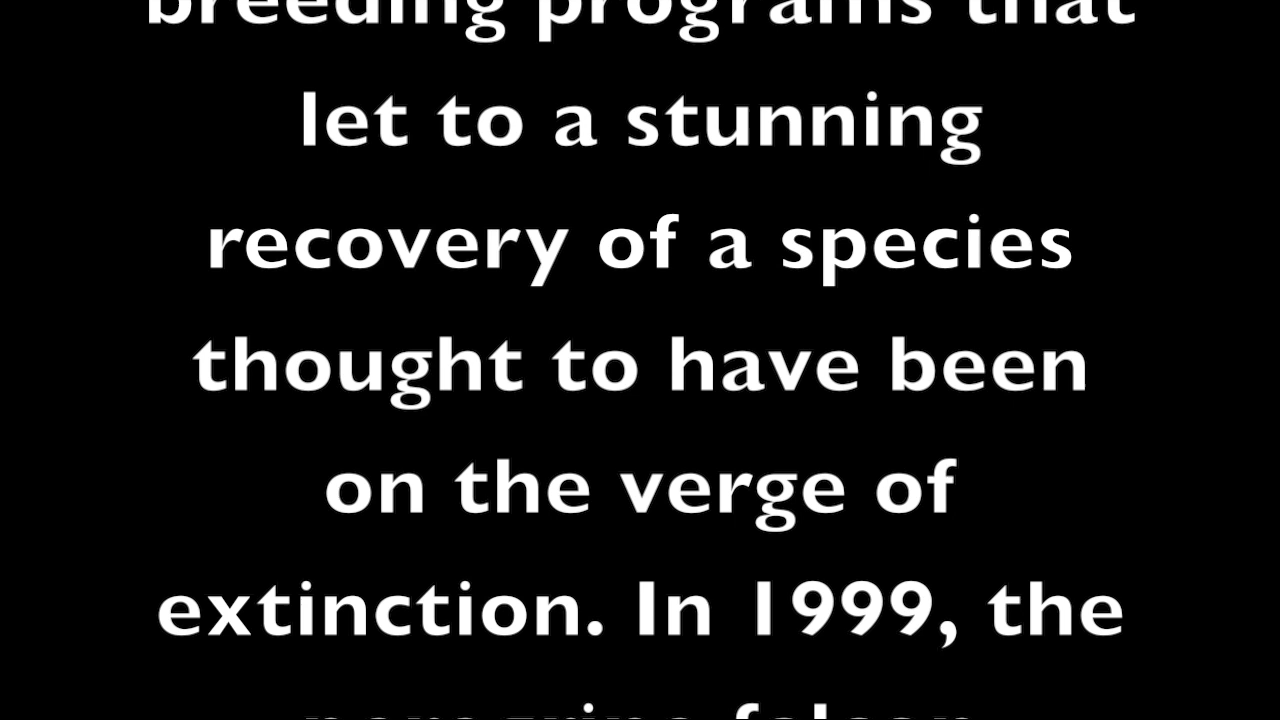 breeding programs that
let to a stunning
recovery of a species
thought to have been
on the verge of
extinction. In 1999, the
peregrine falcon